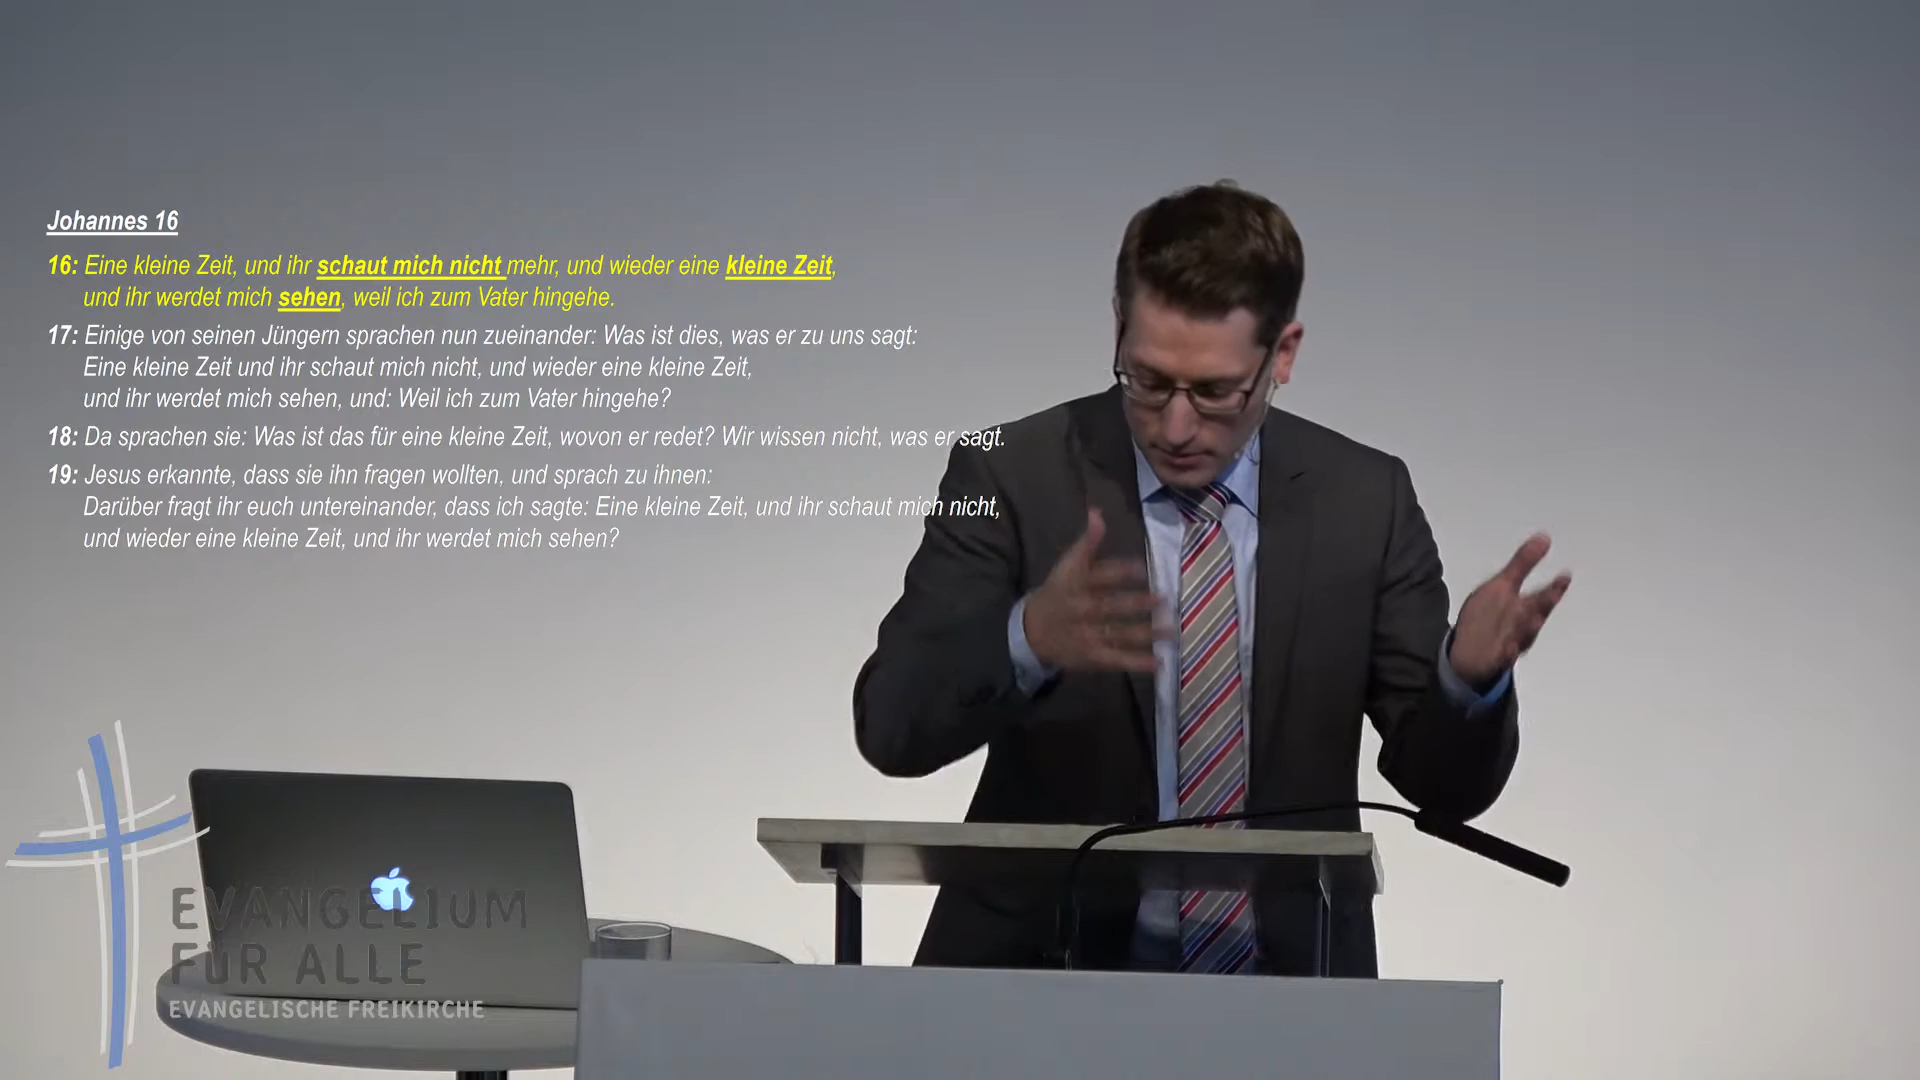 Johannes 16
16: Eine kleine Zeit, und ihr schaut mich nicht mehr, und wieder eine kleine Zeit,
und ihr werdet mich sehen, weil ich zum Vater hingehe.
17: Einige von seinen Jüngern sprachen nun zueinander: Was ist dies, was er zu uns sagt:
Eine kleine Zeit und ihr schaut mich nicht, und wieder eine kleine Zeit,
und ihr werdet mich sehen, und: Weil ich zum Vater hingehe?
18: Da sprachen sie: Was ist das für eine kleine Zeit, wovon er redet? Wir wissen nicht, was er sagt.
19: Jesus erkannte, dass sie ihn fragen wollten, und sprach zu ihnen:
Darüber fragt ihr euch untereinander, dass ich sagte: Eine kleine Zeit, und ihr schaut mich nicht,
und wieder eine kleine Zeit, und ihr werdet mich sehen?
EVANGELIUM
FÜR ALLE
EVANGELISCHE FREIKIRCHE